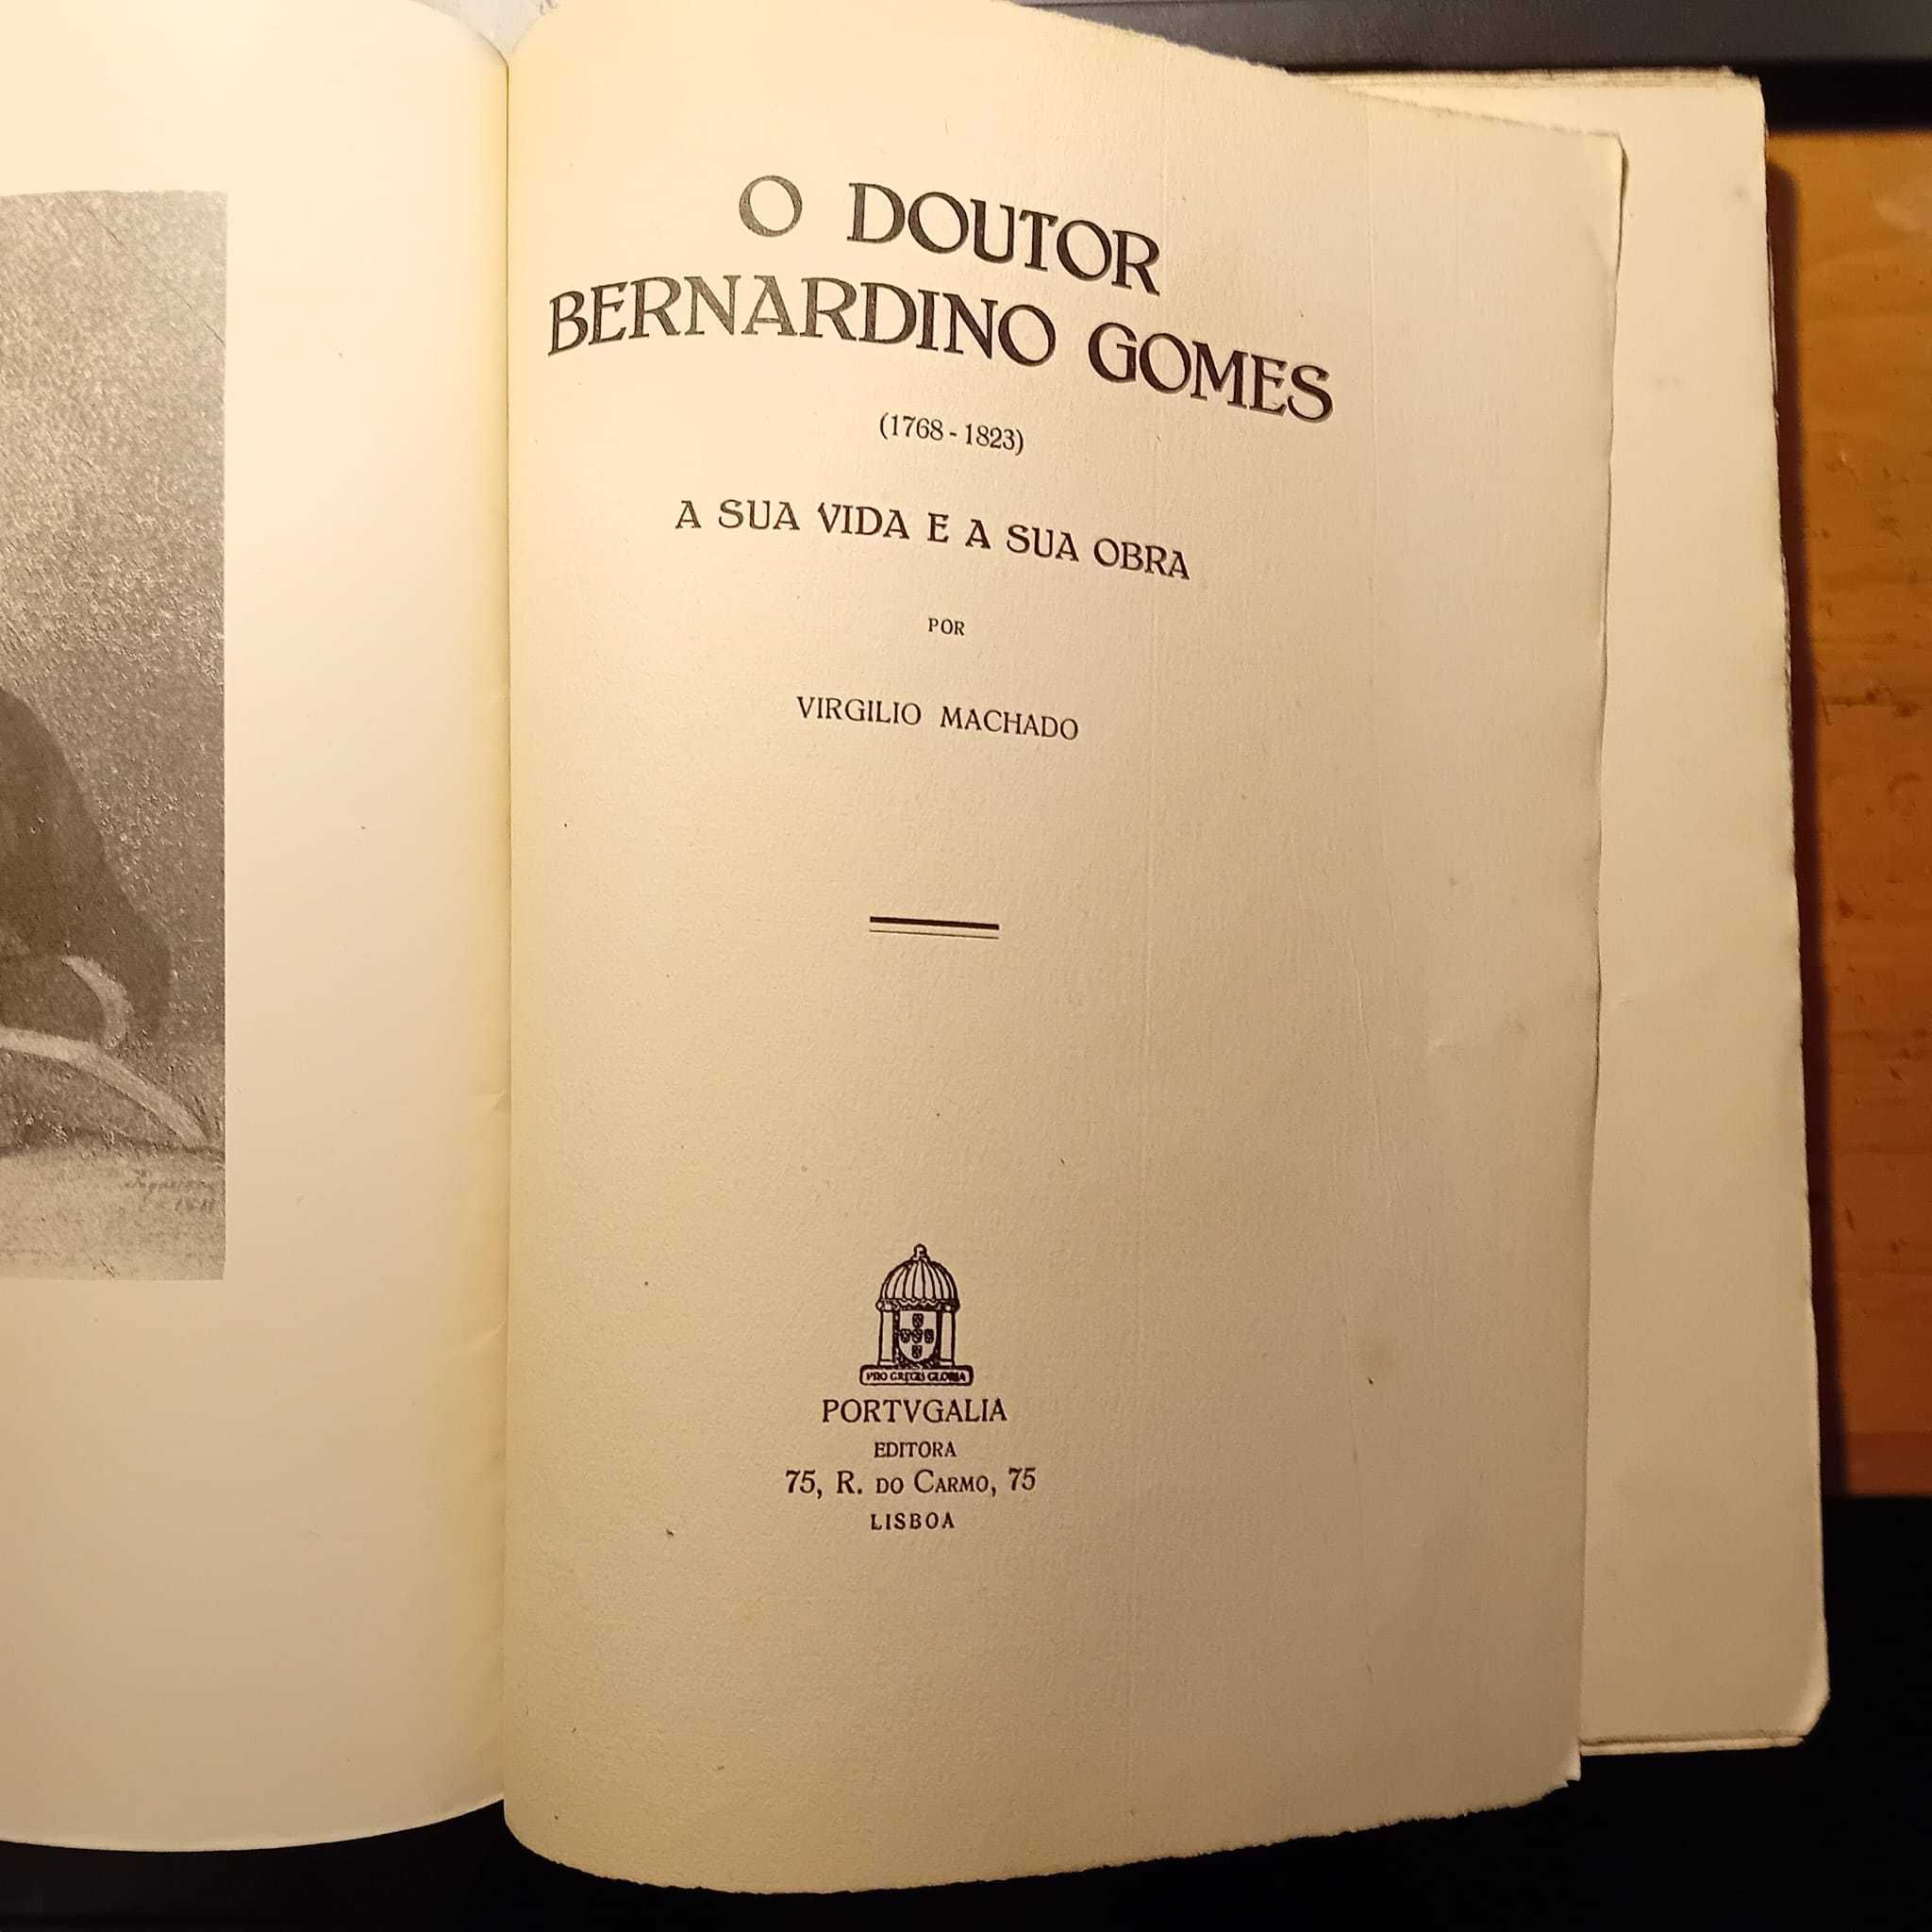 O DOUTOR
BERNARDINO GOMES
(1768 - 1823)
A SUA VIDA E A SUA OBRA
POR
VIRGILIO MACHADO
PRO GREGIS GLORIA
PORTVGALIA
EDITORA
75, R. DO CARMO, 75
LISBOA